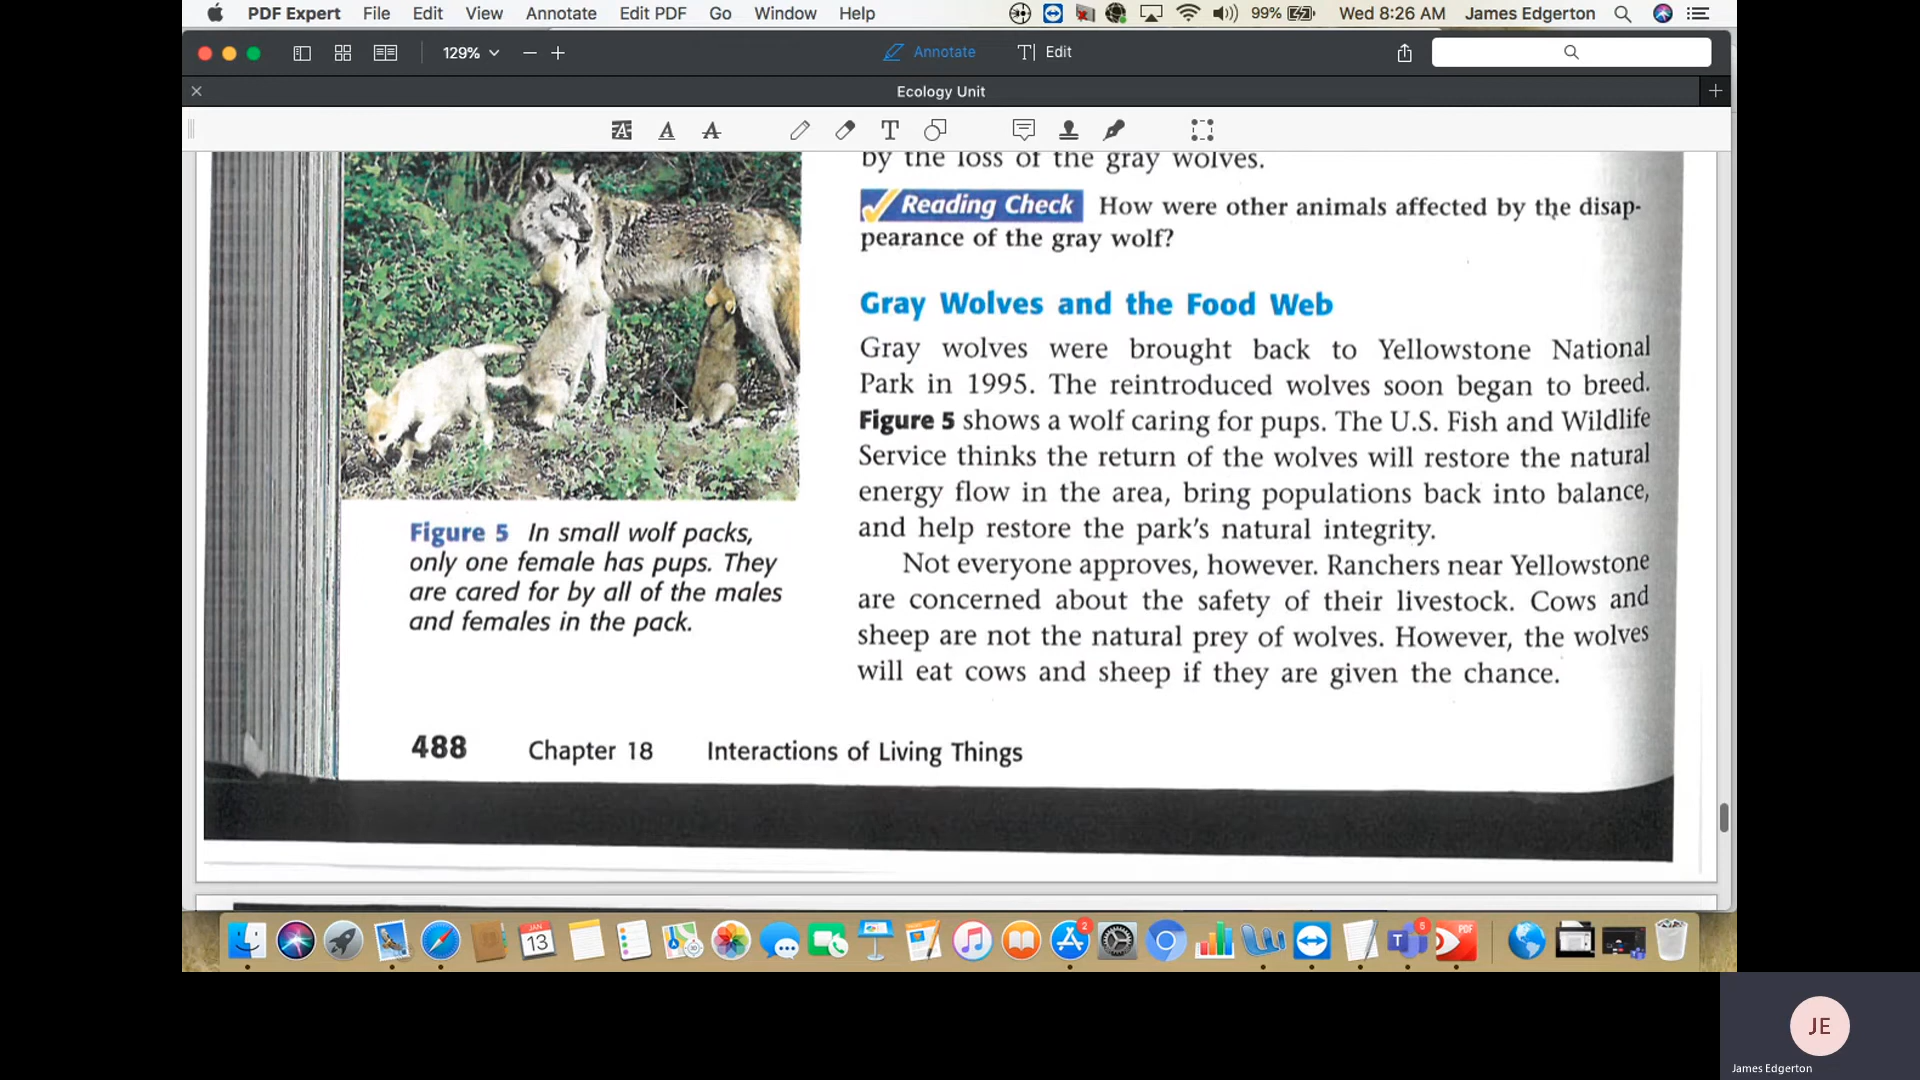 PDF Expert File Edit View Annotate Edit PDF Go Window Help 99% Wed 8:26 AM James Edgerton
129% Annotate T Edit
Ecology Unit
A A A T
by the loss of the gray wolves.
Reading Check How were other animals affected by the disap-
pearance of the gray wolf?
Gray Wolves and the Food Web
Gray wolves were brought back to Yellowstone National
Park in 1995. The reintroduced wolves soon began to breed.
Figure 5 shows a wolf caring for pups. The U.S. Fish and Wildlife
Service thinks the return of the wolves will restore the natural
energy flow in the area, bring populations back into balance,
and help restore the park's natural integrity.
Not everyone approves, however. Ranchers near Yellowstone
are concerned about the safety of their livestock. Cows and
sheep are not the natural prey of wolves. However, the wolves
will eat cows and sheep if they are given the chance.
Figure 5 In small wolf packs,
only one female has pups. They
are cared for by all of the males
and females in the pack.
488 Chapter 18 Interactions of Living Things
JAN
13
2
T
5
PDF
JE
James Edgerton